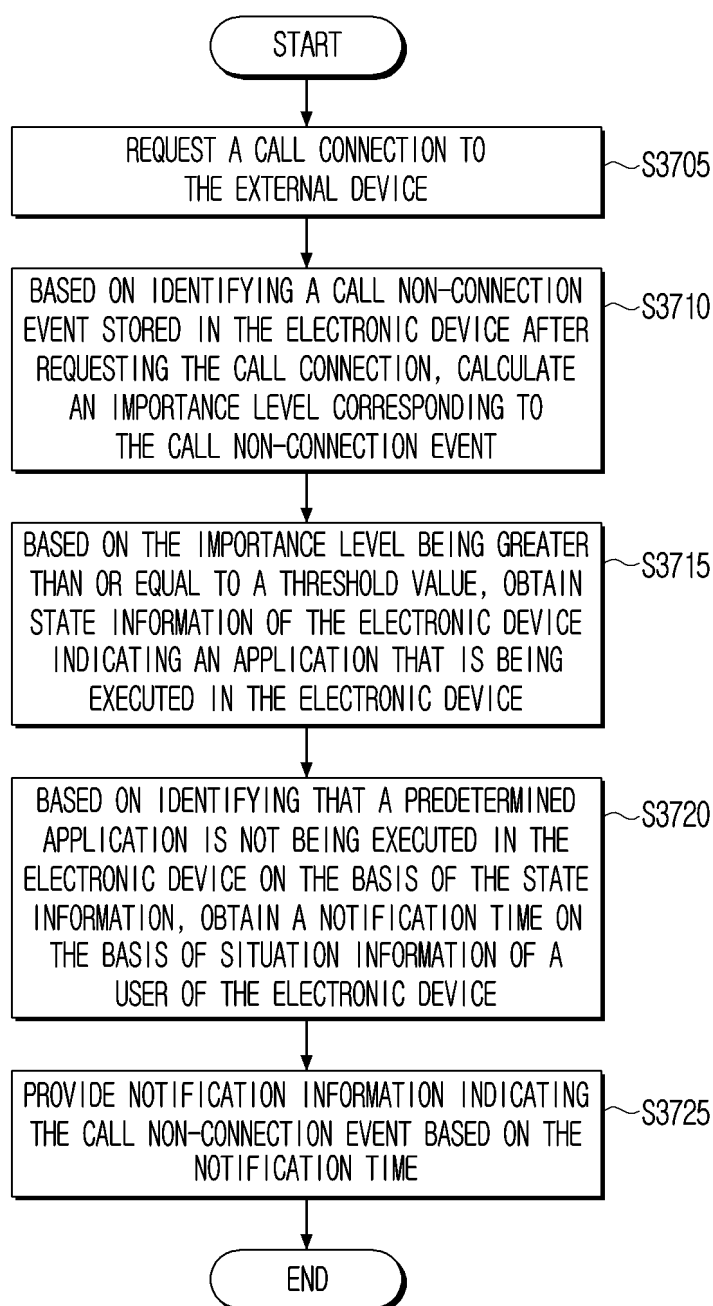 START
REQUEST A CALL CONNECTION TO
THE EXTERNAL DEVICE
S3705
BASED ON IDENTIFYING A CALL NON-CONNECTION
EVENT STORED IN THE ELECTRONIC DEVICE AFTER
REQUESTING THE CALL CONNECTION, CALCULATE
AN IMPORTANCE LEVEL CORRESPONDING TO
THE CALL NON-CONNECTION EVENT
S3710
BASED ON THE IMPORTANCE LEVEL BEING GREATER
THAN OR EQUAL TO A THRESHOLD VALUE, OBTAIN
STATE INFORMATION OF THE ELECTRONIC DEVICE
INDICATING AN APPLICATION THAT IS BEING
EXECUTED IN THE ELECTRONIC DEVICE
S3715
BASED ON IDENTIFYING THAT A PREDETERMINED
APPLICATION IS NOT BEING EXECUTED IN THE
ELECTRONIC DEVICE ON THE BASIS OF THE STATE
INFORMATION, OBTAIN A NOTIFICATION TIME ON
THE BASIS OF SITUATION INFORMATION OF A
USER OF THE ELECTRONIC DEVICE
S3720
PROVIDE NOTIFICATION INFORMATION INDICATING
THE CALL NON-CONNECTION EVENT BASED ON THE
NOTIFICATION TIME
S3725
END